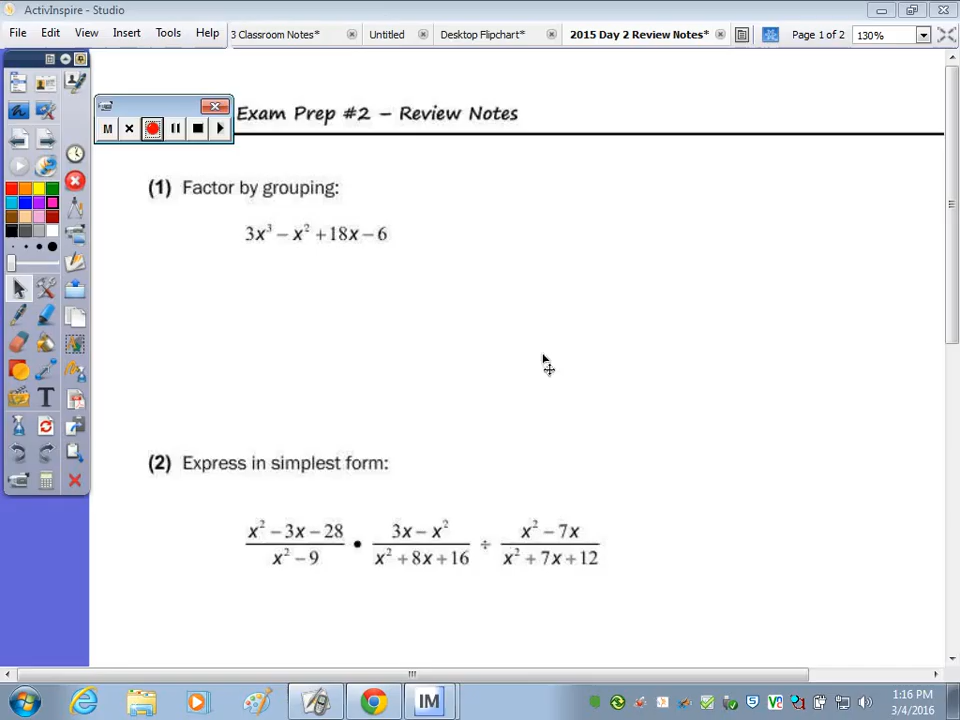 ActivInspire - Studio
File Edit View Insert Tools Help 3 Classroom Notes* Untitled Desktop Flipchart* 2015 Day 2 Review Notes* Page 1 of 2 130%
M
Exam Prep #2 – Review Notes
(1) Factor by grouping:
3x³ − x² + 18x − 6
(2) Express in simplest form:
x² − 3x − 28 3x − x² x² − 7x
• ÷
x² − 9 x² + 8x + 16 x² + 7x + 12
IM
1:16 PM
3/4/2016